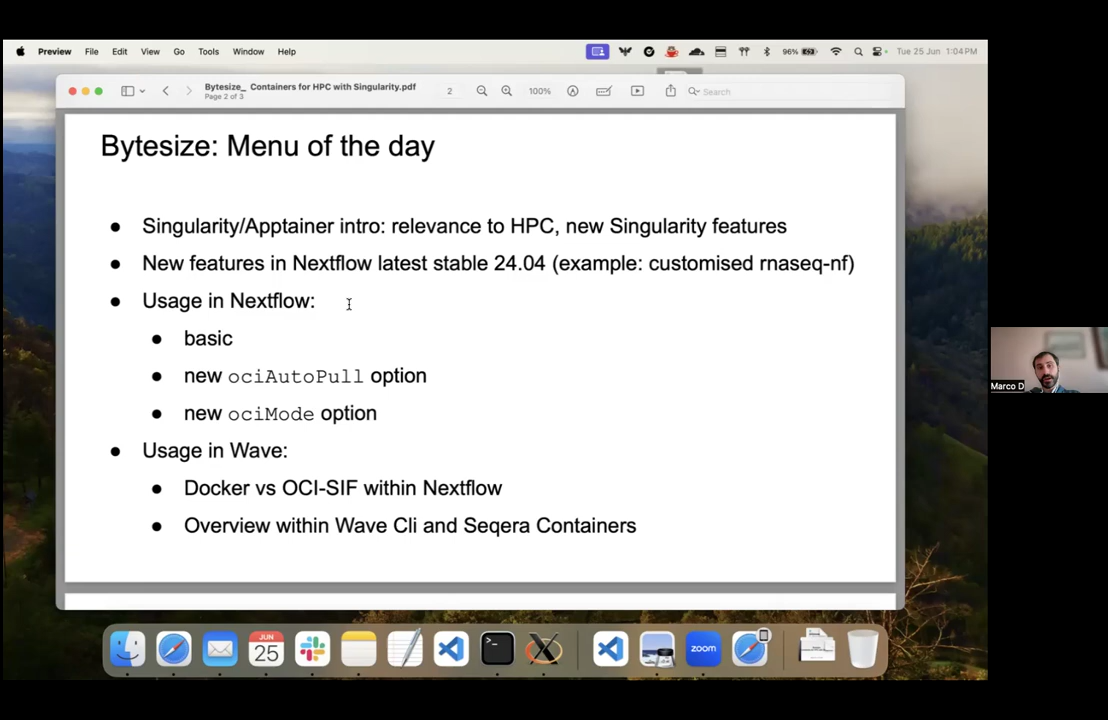 Preview File Edit View Go Tools Window Help 96% Tue 25 Jun 1:04 PM
Bytesize_ Containers for HPC with Singularity.pdf
Page 2 of 3
2 100% Search
Bytesize: Menu of the day
Singularity/Apptainer intro: relevance to HPC, new Singularity features
New features in Nextflow latest stable 24.04 (example: customised rnaseq-nf)
Usage in Nextflow:
basic
new ociAutoPull option
new ociMode option
Usage in Wave:
Docker vs OCI-SIF within Nextflow
Overview within Wave Cli and Seqera Containers
Marco D
JUN
25
zoom